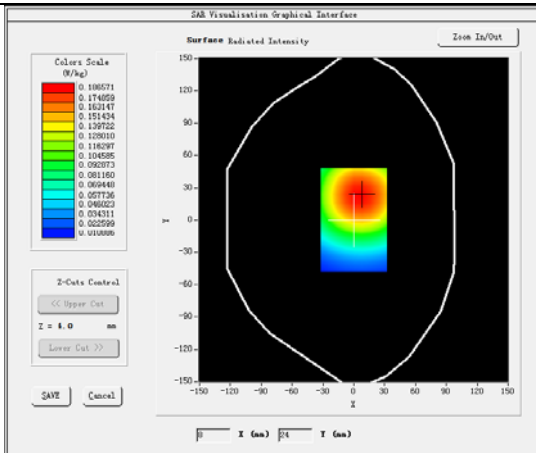 SAR Visualisation Graphical Interface
Surface Radiated Intensity
Zoom In/Out
Colors Scale
(W/kg)
0.186571
0.174859
0.163147
0.151434
0.139722
0.128010
0.116297
0.104585
0.092873
0.081160
0.069448
0.057736
0.046023
0.034311
0.022599
0.010886
150
120
90
60
30
0
-30
-60
-90
-120
-150
Y
-150 -120 -90 -60 -30 0 30 60 90 120 150
X
Z-Cuts Control
<< Upper Cut
Z = 4.0 mm
Lower Cut >>
SAVE
Cancel
8 X (mm) 24 Y (mm)